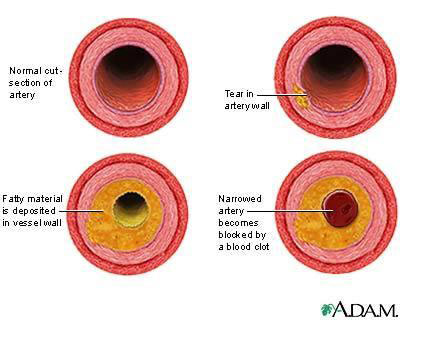 Normal cut-
section of
artery
Tear in
artery wall
Fatty material
is deposited
in vessel wall
Narrowed
artery
becomes
blocked by
a blood clot
ADAM.